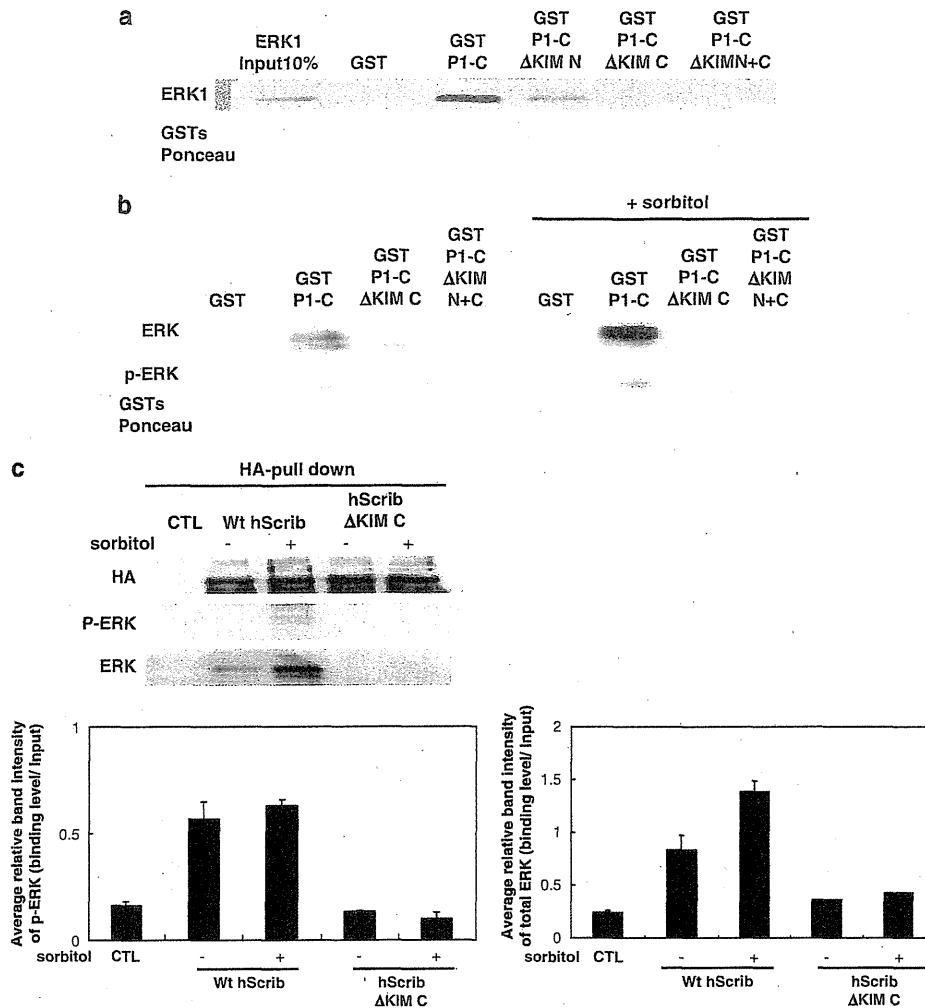 a
ERK1
Input10%
GST
GST
P1-C
GST
P1-C
ΔKIM N
GST
P1-C
ΔKIM C
GST
P1-C
ΔKIMN+C
ERK1
GSTs
Ponceau
b
+ sorbitol
GST
GST
P1-C
GST
P1-C
ΔKIM C
GST
P1-C
ΔKIM
N+C
GST
GST
P1-C
GST
P1-C
ΔKIM C
GST
P1-C
ΔKIM
N+C
ERK
p-ERK
GSTs
Ponceau
c
HA-pull down
CTL
Wt hScrib
hScrib
ΔKIM C
sorbitol - + - +
HA
P-ERK
ERK
Average relative band intensity
of p-ERK (binding level/ Input)
1
0.5
0
sorbitol CTL - + - +
Wt hScrib
hScrib
ΔKIM C
Average relative band intensity
of total ERK (binding level/ Input)
2
1.5
1
0.5
0
sorbitol CTL - + - +
Wt hScrib
hScrib
ΔKIM C